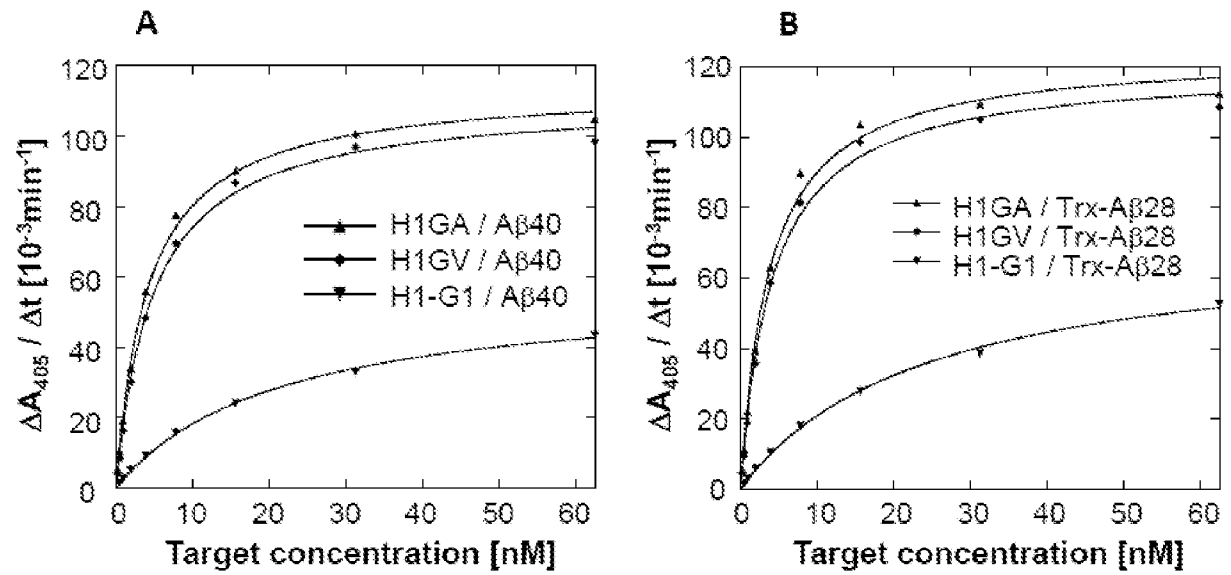 A
ΔA405 / Δt [10-3min-1]
120
100
80
60
40
20
0
H1GA / Aβ40
H1GV / Aβ40
H1-G1 / Aβ40
0 10 20 30 40 50 60
Target concentration [nM]
B
ΔA405 / Δt [10-3min-1]
120
100
80
60
40
20
0
H1GA / Trx-Aβ28
H1GV / Trx-Aβ28
H1-G1 / Trx-Aβ28
0 10 20 30 40 50 60
Target concentration [nM]